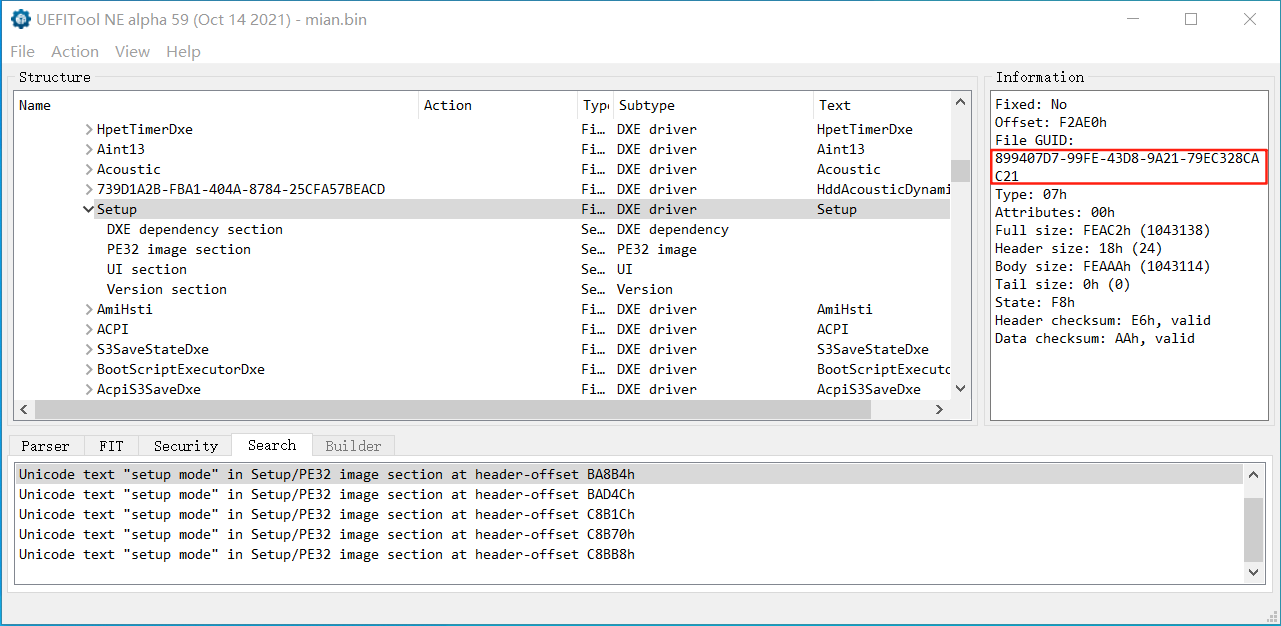 UEFITool NE alpha 59 (Oct 14 2021) - mian.bin
File Action View Help
Structure
Name Action Type Subtype Text
HpetTimerDxe Fi… DXE driver HpetTimerDxe
Aint13 Fi… DXE driver Aint13
Acoustic Fi… DXE driver Acoustic
739D1A2B-FBA1-404A-8784-25CFA57BEACD Fi… DXE driver HddAcousticDynami
Setup Fi… DXE driver Setup
DXE dependency section Se… DXE dependency
PE32 image section Se… PE32 image
UI section Se… UI
Version section Se… Version
AmiHsti Fi… DXE driver AmiHsti
ACPI Fi… DXE driver ACPI
S3SaveStateDxe Fi… DXE driver S3SaveStateDxe
BootScriptExecutorDxe Fi… DXE driver BootScriptExecuto
AcpiS3SaveDxe Fi… DXE driver AcpiS3SaveDxe
Information
Fixed: No
Offset: F2AE0h
File GUID:
899407D7-99FE-43D8-9A21-79EC328CA
C21
Type: 07h
Attributes: 00h
Full size: FEAC2h (1043138)
Header size: 18h (24)
Body size: FEAAAh (1043114)
Tail size: 0h (0)
State: F8h
Header checksum: E6h, valid
Data checksum: AAh, valid
Parser FIT Security Search Builder
Unicode text "setup mode" in Setup/PE32 image section at header-offset BA8B4h
Unicode text "setup mode" in Setup/PE32 image section at header-offset BAD4Ch
Unicode text "setup mode" in Setup/PE32 image section at header-offset C8B1Ch
Unicode text "setup mode" in Setup/PE32 image section at header-offset C8B70h
Unicode text "setup mode" in Setup/PE32 image section at header-offset C8BB8h